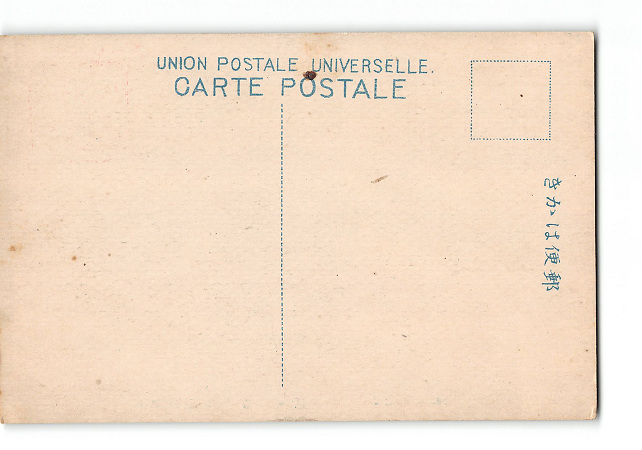 UNION POSTALE UNIVERSELLE.
CARTE POSTALE
きかは便郵